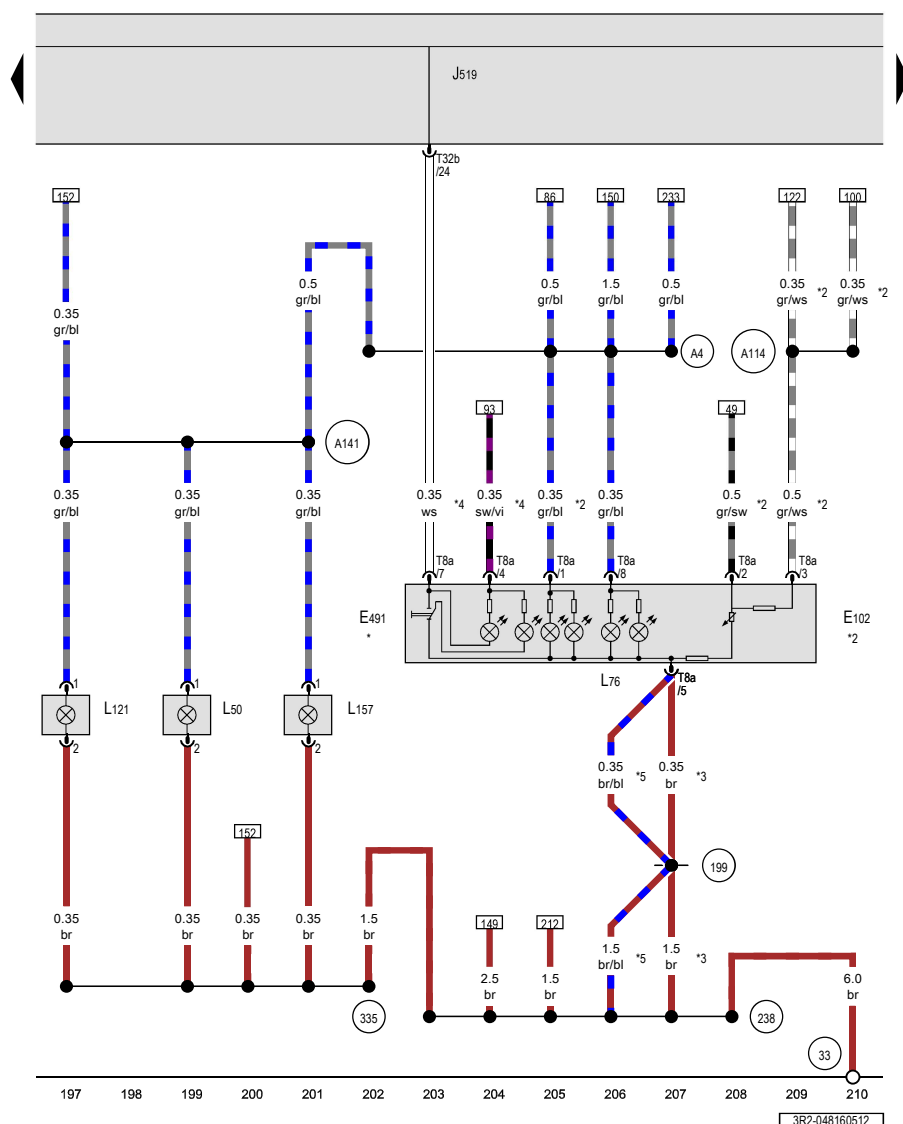 J519
T32b
/24
152
86
150
233
122
100
0.5
gr/bl
0.5
gr/bl
1.5
gr/bl
0.5
gr/bl
0.35
gr/ws
*2
0.35
gr/ws
*2
0.35
gr/bl
A4
A114
93
49
A141
0.35
gr/bl
0.35
gr/bl
0.35
gr/bl
0.35
ws
*4
0.35
sw/vi
*4
0.35
gr/bl
*2
0.35
gr/bl
0.5
gr/sw
*2
0.5
gr/ws
*2
T8a
/7
T8a
/4
T8a
/1
T8a
/8
T8a
/2
T8a
/3
E491
*
E102
*2
L76
T8a
/5
1
1
1
L121
L50
L157
2
2
2
0.35
br/bl
*5
0.35
br
*3
152
199
0.35
br
0.35
br
0.35
br
0.35
br
1.5
br
149
212
1.5
br/bl
*5
1.5
br
*3
2.5
br
1.5
br
6.0
br
335
238
33
197 198 199 200 201 202 203 204 205 206 207 208 209 210
3R2-048160512